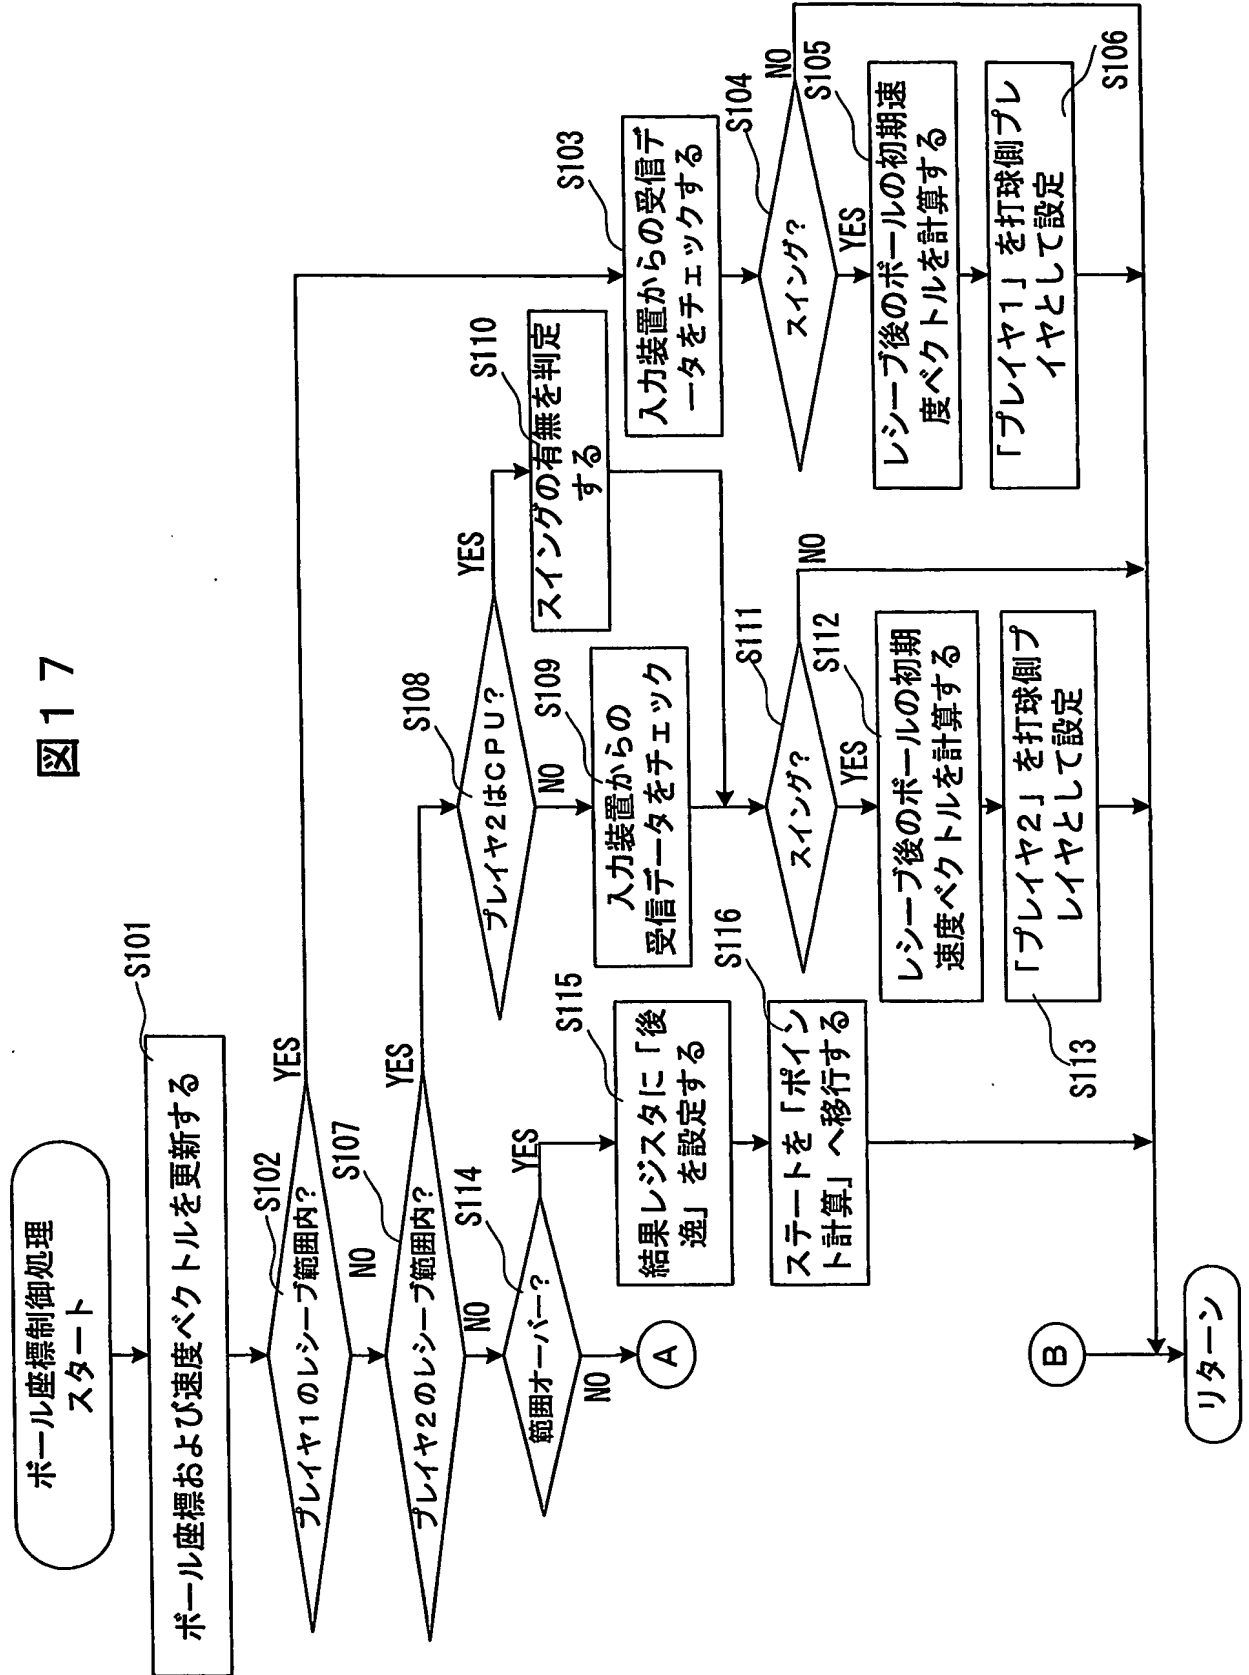 図17
ボール座標制御処理
スタート
S101
ボール座標および速度ベクトルを更新する
S102
プレイヤ1のレシーブ範囲内?
YES
NO
S103
入力装置からの受信デ
ータをチェックする
S104
スイング?
NO
YES
S105
レシーブ後のボールの初期速
度ベクトルを計算する
S106
「プレイヤ1」を打球側プレ
イヤとして設定
S107
プレイヤ2のレシーブ範囲内?
YES
NO
S108
プレイヤ2はCPU?
YES
NO
S109
入力装置からの
受信データをチェック
S110
スイングの有無を判定
する
S111
スイング?
NO
YES
S112
レシーブ後のボールの初期
速度ベクトルを計算する
S113
「プレイヤ2」を打球側プ
レイヤとして設定
S114
範囲オーバー?
YES
NO
S115
結果レジスタに「後
逸」を設定する
S116
ステートを「ポイン
ト計算」へ移行する
A
B
リターン